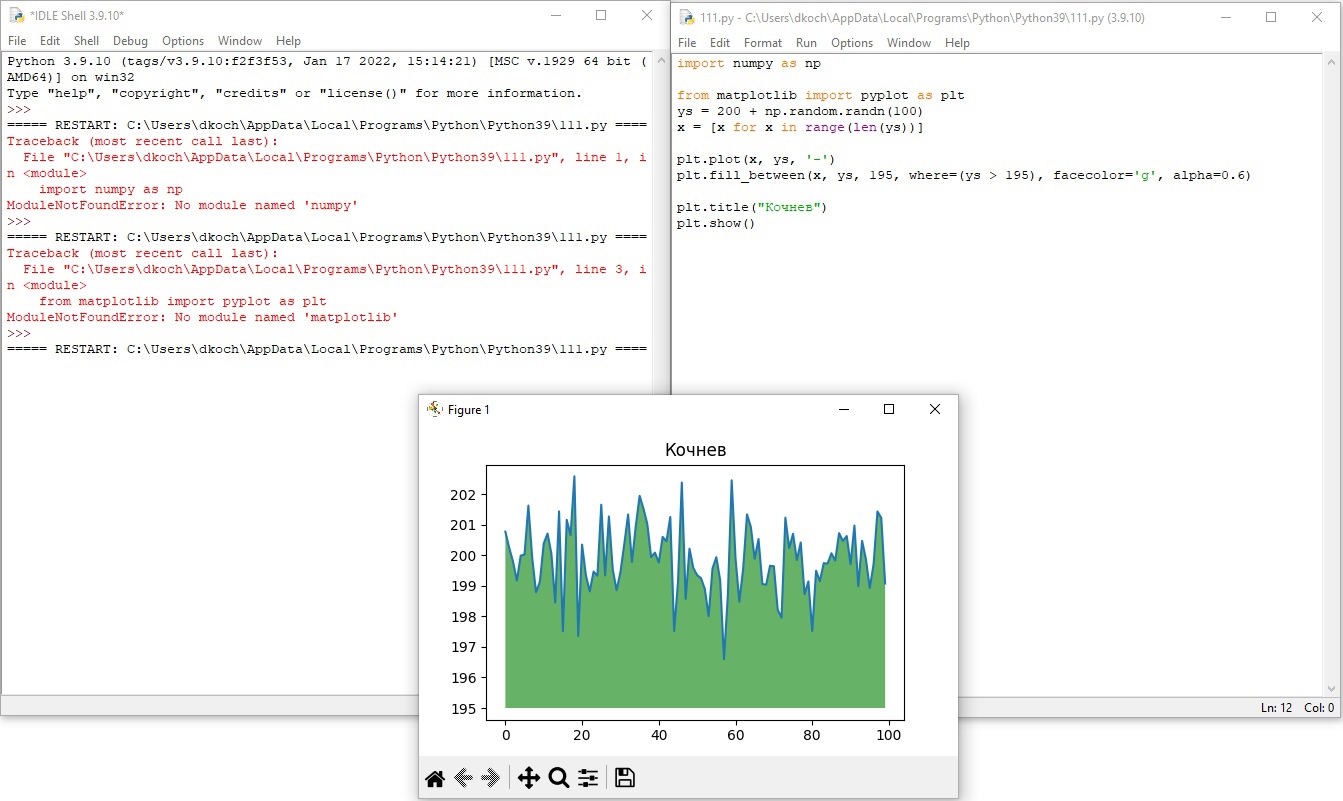 *IDLE Shell 3.9.10*
File Edit Shell Debug Options Window Help
Python 3.9.10 (tags/v3.9.10:f2f3f53, Jan 17 2022, 15:14:21) [MSC v.1929 64 bit (
AMD64)] on win32
Type "help", "copyright", "credits" or "license()" for more information.
>>>
===== RESTART: C:\Users\dkoch\AppData\Local\Programs\Python\Python39\111.py ====
Traceback (most recent call last):
  File "C:\Users\dkoch\AppData\Local\Programs\Python\Python39\111.py", line 1, i
n <module>
    import numpy as np
ModuleNotFoundError: No module named 'numpy'
>>>
===== RESTART: C:\Users\dkoch\AppData\Local\Programs\Python\Python39\111.py ====
Traceback (most recent call last):
  File "C:\Users\dkoch\AppData\Local\Programs\Python\Python39\111.py", line 3, i
n <module>
    from matplotlib import pyplot as plt
ModuleNotFoundError: No module named 'matplotlib'
>>>
===== RESTART: C:\Users\dkoch\AppData\Local\Programs\Python\Python39\111.py ====
111.py - C:\Users\dkoch\AppData\Local\Programs\Python\Python39\111.py (3.9.10)
File Edit Format Run Options Window Help
import numpy as np
from matplotlib import pyplot as plt
ys = 200 + np.random.randn(100)
x = [x for x in range(len(ys))]
plt.plot(x, ys, '-')
plt.fill_between(x, ys, 195, where=(ys > 195), facecolor='g', alpha=0.6)
plt.title("Кочнев")
plt.show()
Ln: 12 Col: 0
Figure 1
Кочнев
202
201
200
199
198
197
196
195
0 20 40 60 80 100